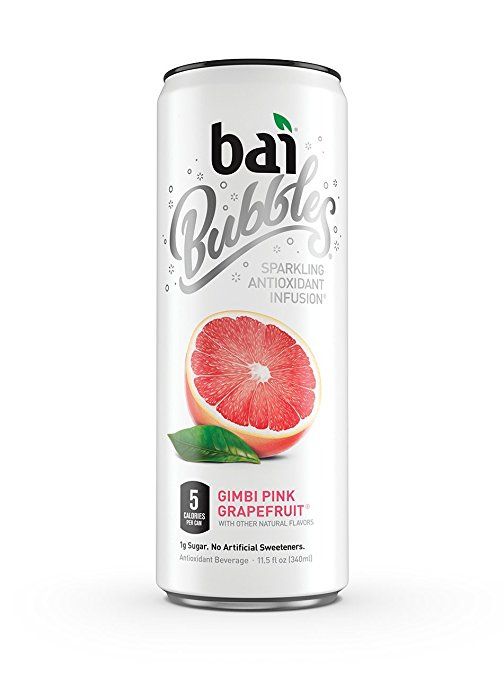 bai
Bubbles®
SPARKLING
ANTIOXIDANT
INFUSION®
5
CALORIES
PER CAN
GIMBI PINK
GRAPEFRUIT®
WITH OTHER NATURAL FLAVORS
1g Sugar. No Artificial Sweeteners.
Antioxidant Beverage · 11.5 fl oz (340ml)